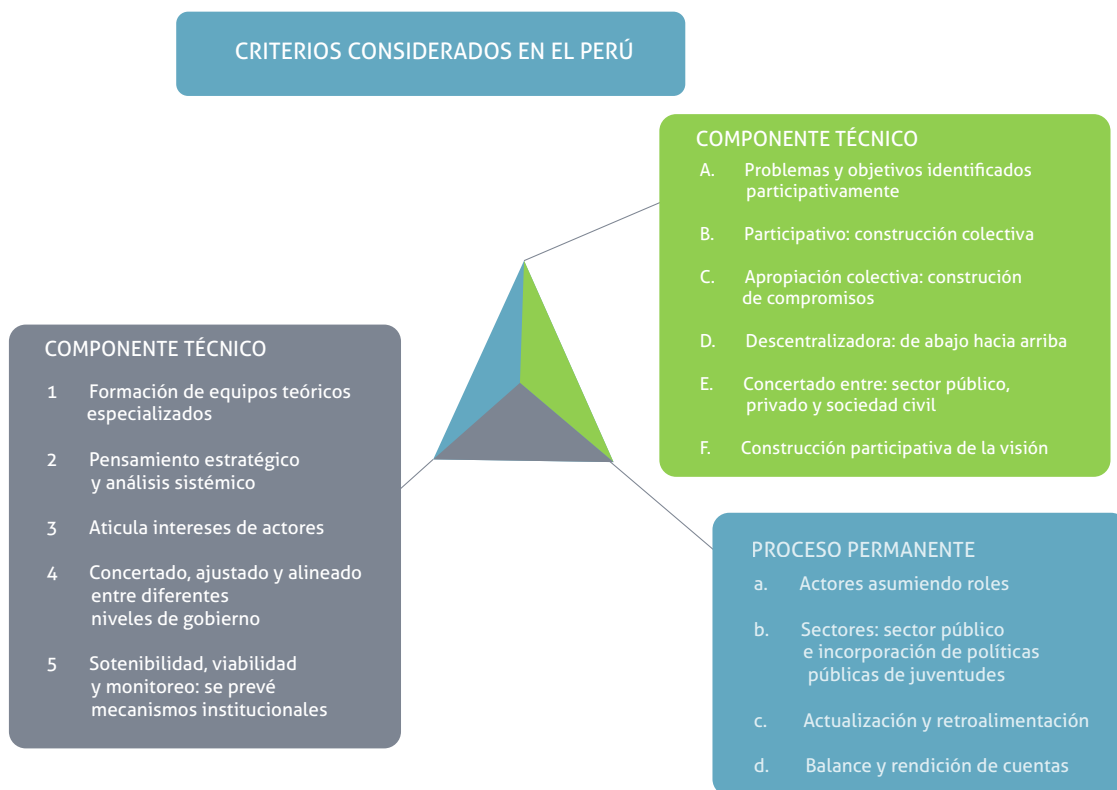 CRITERIOS CONSIDERADOS EN EL PERÚ
COMPONENTE TÉCNICO
A. Problemas y objetivos identificados
participativamente
B. Participativo: construcción colectiva
C. Apropiación colectiva: construción
de compromisos
D. Descentralizadora: de abajo hacia arriba
E. Concertado entre: sector público,
privado y sociedad civil
F. Construcción participativa de la visión
COMPONENTE TÉCNICO
1 Formación de equipos teóricos
especializados
2 Pensamiento estratégico
y análisis sistémico
3 Aticula intereses de actores
4 Concertado, ajustado y alineado
entre diferentes
niveles de gobierno
5 Sotenibilidad, viabilidad
y monitoreo: se prevé
mecanismos institucionales
PROCESO PERMANENTE
a. Actores asumiendo roles
b. Sectores: sector público
e incorporación de políticas
públicas de juventudes
c. Actualización y retroalimentación
d. Balance y rendición de cuentas